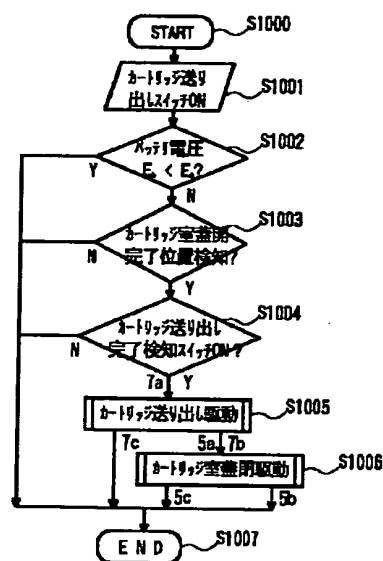 START
S1000
カートリッジ送り
出しスイッチON
S1001
バッテリ電圧
S1002
Y
N
カートリッジ室蓋開
完了位置検知?
S1003
N
Y
カートリッジ送り出し
完了検知スイッチON?
S1004
N
7a
Y
カートリッジ送り出し駆動
S1005
7c
5a
7b
カートリッジ室蓋閉駆動
S1006
5c
5b
END
S1007